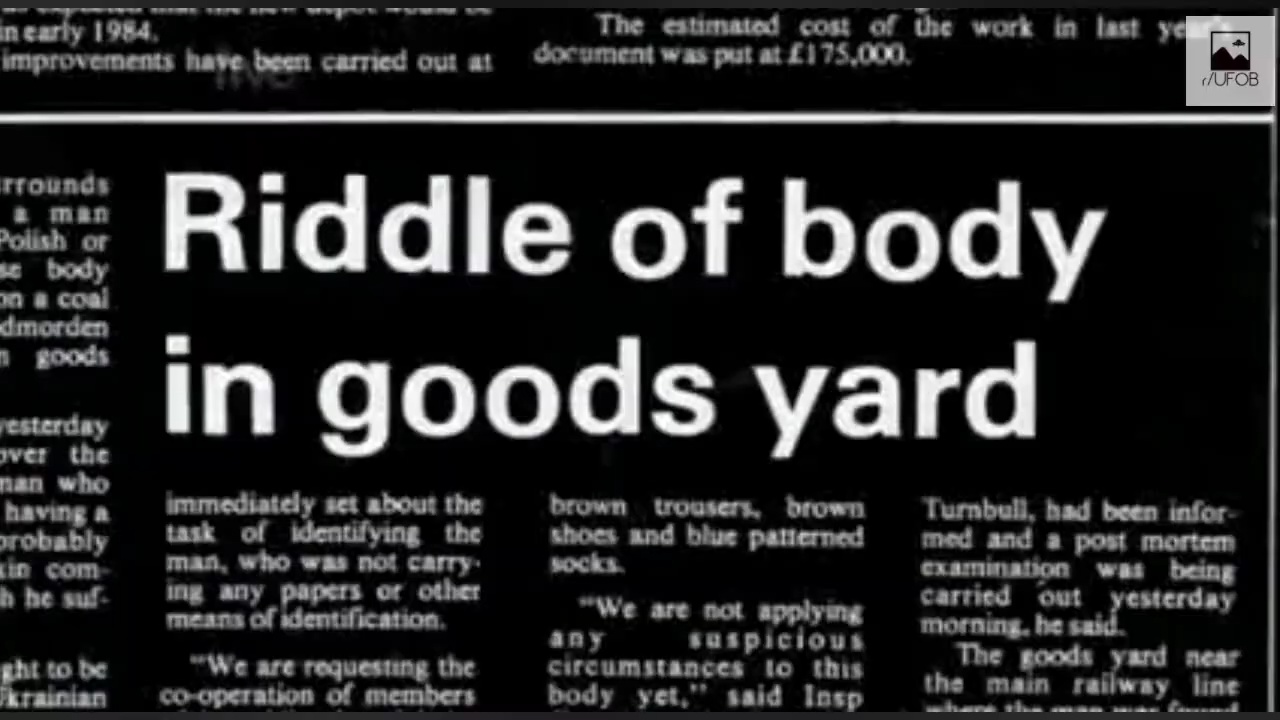 in early 1984.
improvements have been carried out at
The estimated cost of the work in last year's
document was put at £175,000.
r/UFOB
Riddle of body
in goods yard
rrounds
a man
Polish or
se body
on a coal
dmorden
n goods
yesterday
over the
man who
having a
probably
kin com-
h he suf-
ght to be
Ukrainian
immediately set about the
task of identifying the
man, who was not carry-
ing any papers or other
means of identification.
"We are requesting the
co-operation of members
brown trousers, brown
shoes and blue patterned
socks.
"We are not applying
any suspicious
circumstances to this
body yet," said Insp
Turnbull, had been infor-
med and a post mortem
examination was being
carried out yesterday
morning, he said.
The goods yard near
the main railway line
where the man was found